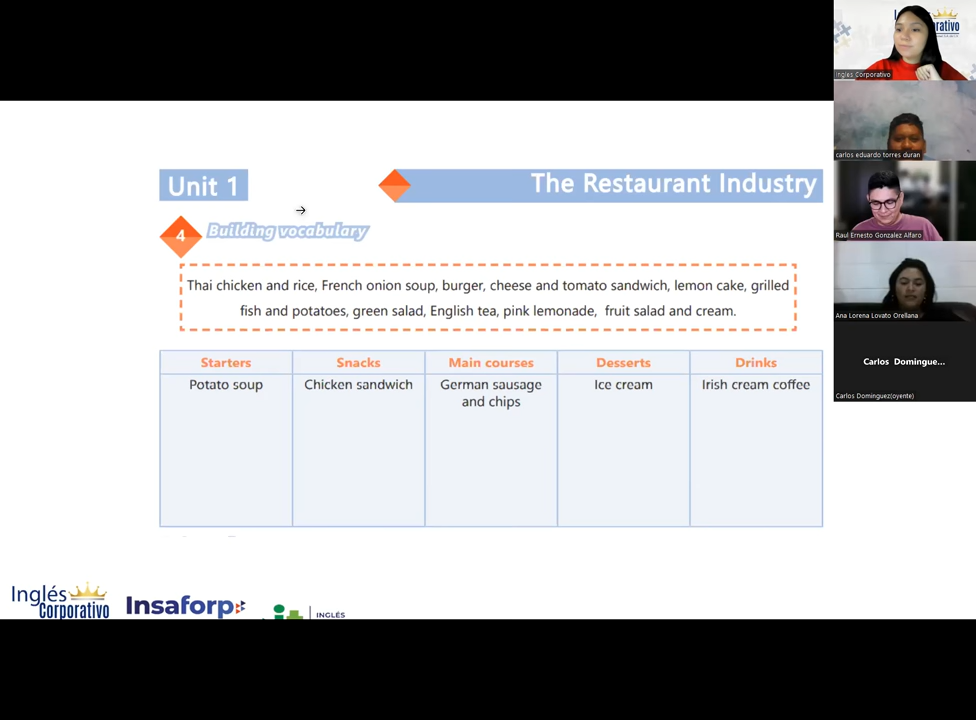 Unit 1
The Restaurant Industry
4
Building vocabulary
Thai chicken and rice, French onion soup, burger, cheese and tomato sandwich, lemon cake, grilled
fish and potatoes, green salad, English tea, pink lemonade, fruit salad and cream.
Starters Snacks Main courses Desserts Drinks
Potato soup Chicken sandwich German sausage and chips Ice cream Irish cream coffee
Inglés
Corporativo
Insaforp
INGLÉS
orativo
Ingles Corporativo
carlos eduardo torres duran
Raul Ernesto Gonzalez Alfaro
Ana Lorena Lovato Orellana
Carlos Domingue...
Carlos Dominguez(oyente)